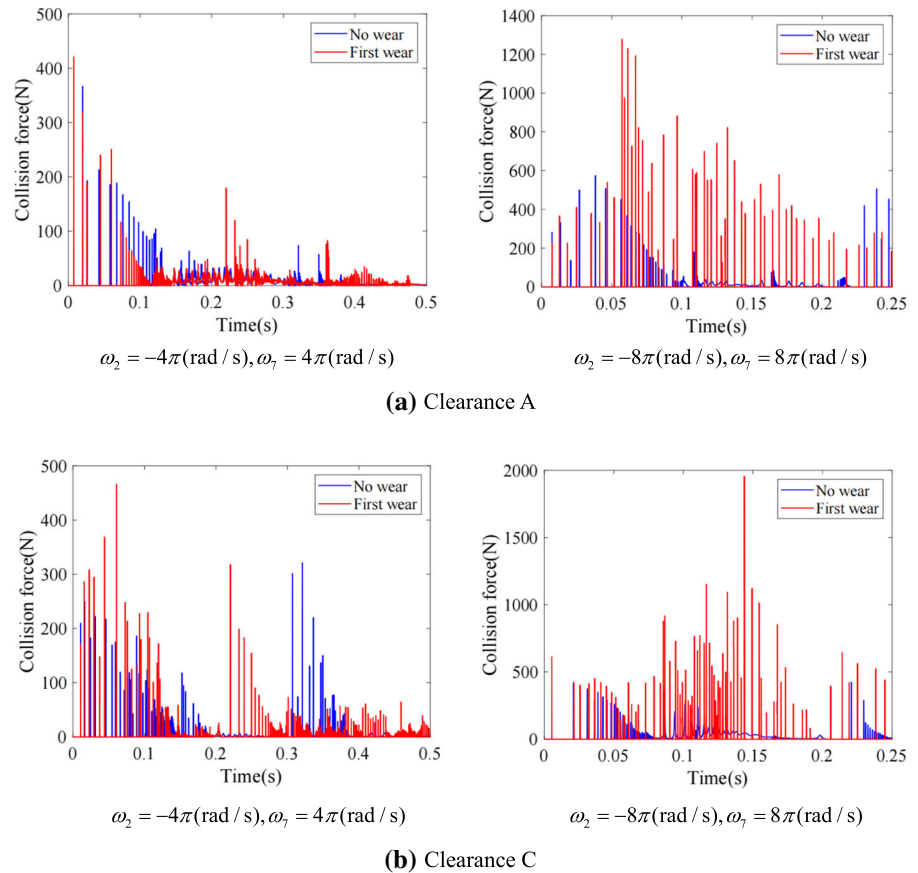 (a)
500
400
300
200
100
0
Collision force(N)
No wear
First wear
0 0.1 0.2 0.3 0.4 0.5
Time(s)
ω₂ = −4π(rad / s), ω₇ = 4π(rad / s)
1400
1200
1000
800
600
400
200
0
Collision force(N)
No wear
First wear
0 0.05 0.1 0.15 0.2 0.25
Time(s)
ω₂ = −8π(rad / s), ω₇ = 8π(rad / s)
(a) Clearance A
(b)
500
400
300
200
100
0
Collision force(N)
No wear
First wear
0 0.1 0.2 0.3 0.4 0.5
Time(s)
ω₂ = −4π(rad / s), ω₇ = 4π(rad / s)
2000
1500
1000
500
0
Collision force(N)
No wear
First wear
0 0.05 0.1 0.15 0.2 0.25
Time(s)
ω₂ = −8π(rad / s), ω₇ = 8π(rad / s)
(b) Clearance C